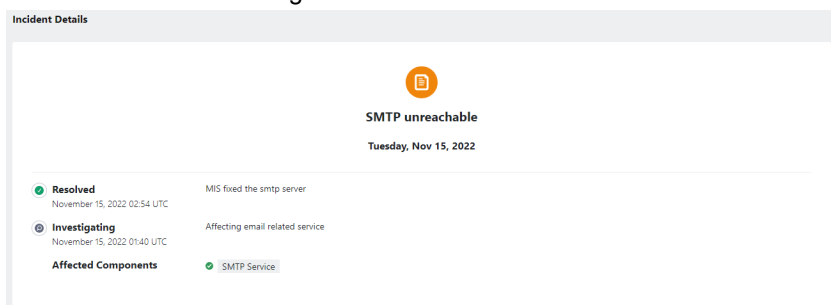 Incident Details
SMTP unreachable
Tuesday, Nov 15, 2022
Resolved
MIS fixed the smtp server
November 15, 2022 02:54 UTC
Investigating
Affecting email related service
November 15, 2022 01:40 UTC
Affected Components
SMTP Service